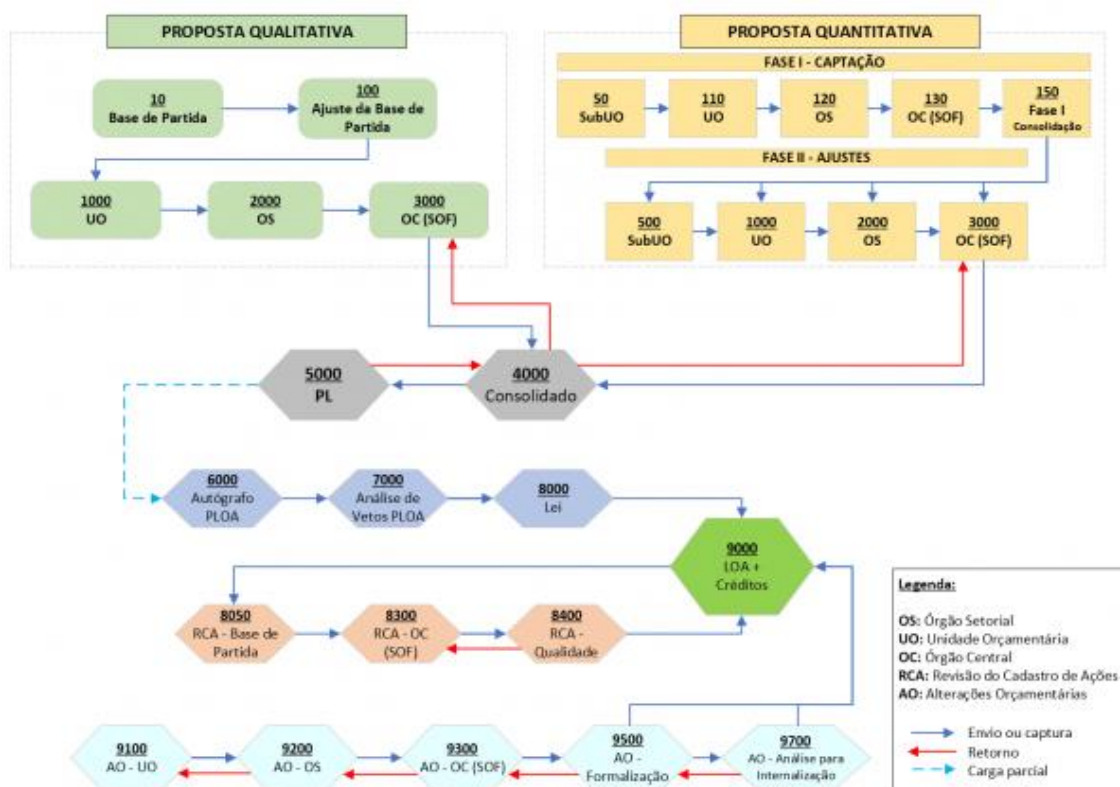 PROPOSTA QUALITATIVA
10
Base de Partida
100
Ajuste da Base de
Partida
1000
UO
2000
OS
3000
OC (SOF)
PROPOSTA QUANTITATIVA
FASE I - CAPTAÇÃO
50
SubUO
110
UO
120
OS
130
OC (SOF)
150
Fase I
Consolidação
FASE II - AJUSTES
500
SubUO
1000
UO
2000
OS
3000
OC (SOF)
5000
PL
4000
Consolidado
6000
Autógrafo
PLOA
7000
Análise de
Vetos PLOA
8000
Lei
9000
LOA +
Créditos
8050
RCA - Base de
Partida
8300
RCA - OC
(SOF)
8400
RCA -
Qualidade
9100
AO - UO
9200
AO - OS
9300
AO - OC (SOF)
9500
AO -
Formalização
9700
AO - Análise para
Internalização
Legenda:
OS: Órgão Setorial
UO: Unidade Orçamentária
OC: Órgão Central
RCA: Revisão do Cadastro de Ações
AO: Alterações Orçamentárias
Envio ou captura
Retorno
Carga parcial